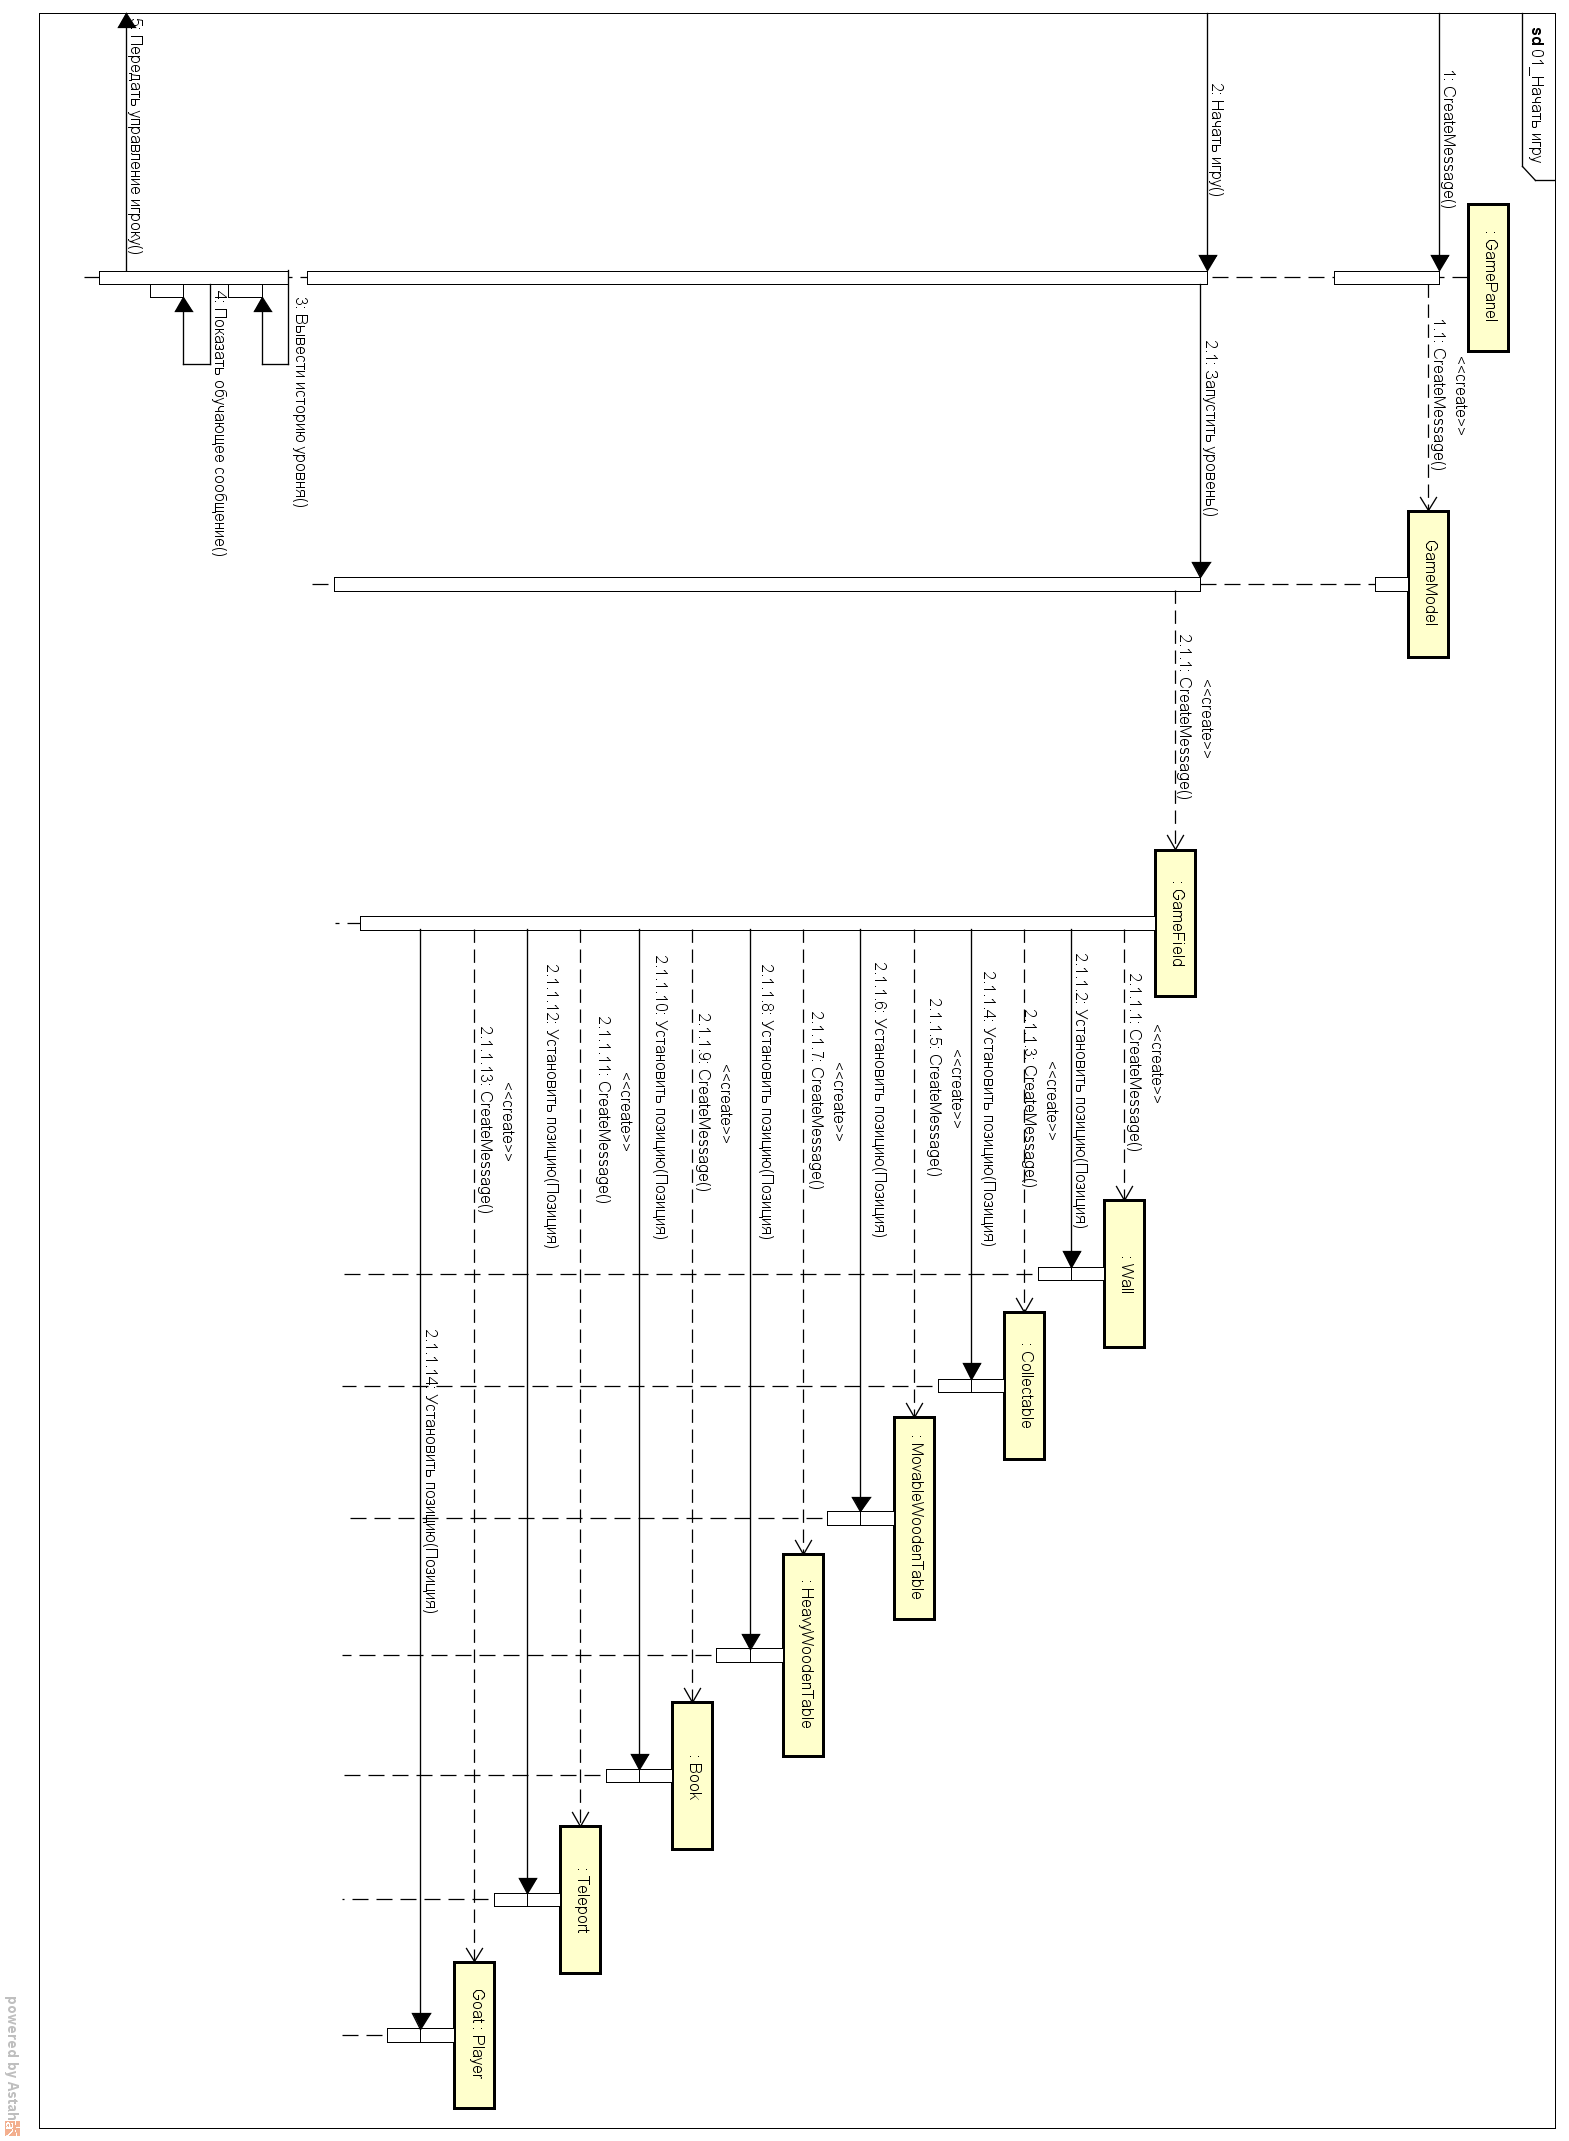 sd 01_Начать игру
: GamePanel
1: CreateMessage()
<<create>>
1.1: CreateMessage()
GameModel
2: Начать игру()
2.1: Запустить уровень()
<<create>>
2.1.1: CreateMessage()
: GameField
<<create>>
2.1.1.1: CreateMessage()
: Wall
2.1.1.2: Установить позицию(Позиция)
<<create>>
2.1.1.3: CreateMessage()
: Collectable
2.1.1.4: Установить позицию(Позиция)
<<create>>
2.1.1.5: CreateMessage()
: MovableWoodenTable
2.1.1.6: Установить позицию(Позиция)
<<create>>
2.1.1.7: CreateMessage()
: HeavyWoodenTable
2.1.1.8: Установить позицию(Позиция)
<<create>>
2.1.1.9: CreateMessage()
: Book
2.1.1.10: Установить позицию(Позиция)
<<create>>
2.1.1.11: CreateMessage()
: Teleport
2.1.1.12: Установить позицию(Позиция)
<<create>>
2.1.1.13: CreateMessage()
Goat : Player
2.1.1.14: Установить позицию(Позиция)
3: Вывести историю уровня()
4: Показать обучающее сообщение()
5: Передать управление игроку()
powered by Astah